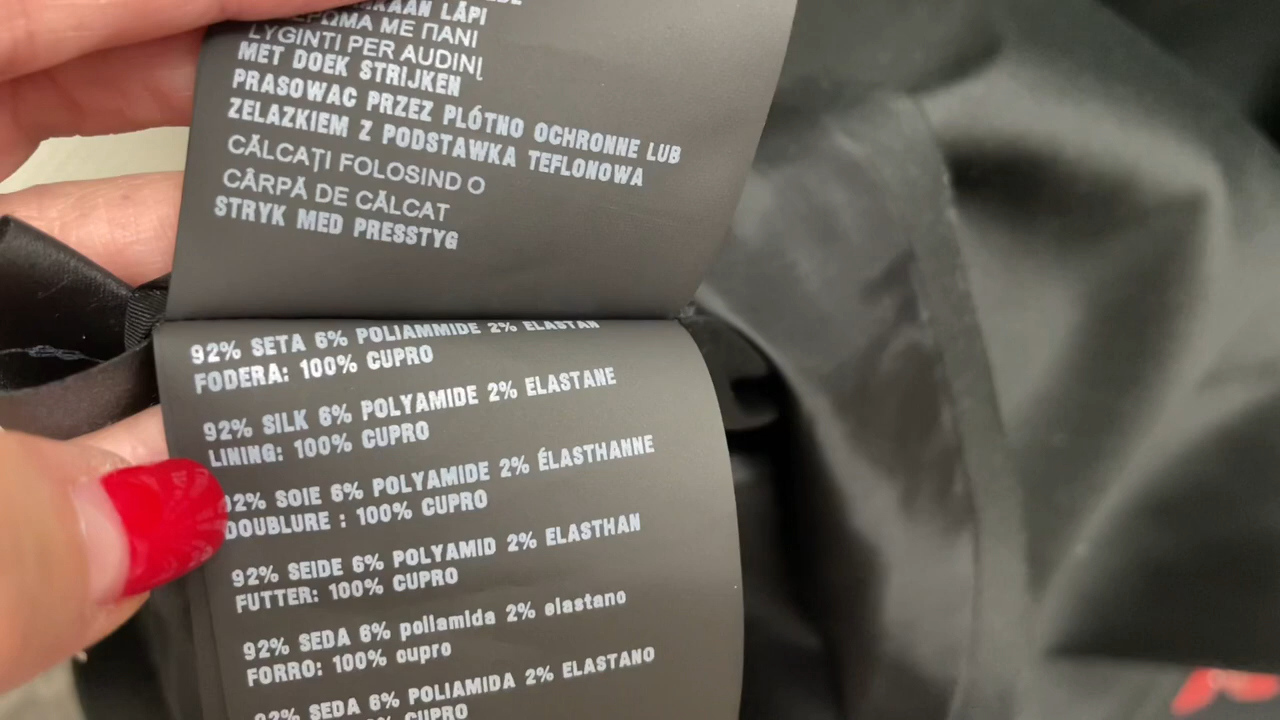 LĀPI
ΜΕ ΠΑΝΙ
LYGINTI PER AUDINĮ
MET DOEK STRIJKEN
PRASOWAC PRZEZ PLÓTNO OCHRONNE LUB
ZELAZKIEM Z PODSTAWKA TEFLONOWA
CĂLCAȚI FOLOSIND O
CÂRPĂ DE CĂLCAT
STRYK MED PRESSTYG
92% SETA 6% POLIAMMIDE 2% ELASTAN
FODERA: 100% CUPRO
92% SILK 6% POLYAMIDE 2% ELASTANE
LINING: 100% CUPRO
92% SOIE 6% POLYAMIDE 2% ÉLASTHANNE
DOUBLURE : 100% CUPRO
92% SEIDE 6% POLYAMID 2% ELASTHAN
FUTTER: 100% CUPRO
92% SEDA 6% poliamida 2% elastano
FORRO: 100% cupro
92% SEDA 6% POLIAMIDA 2% ELASTANO
CUPRO